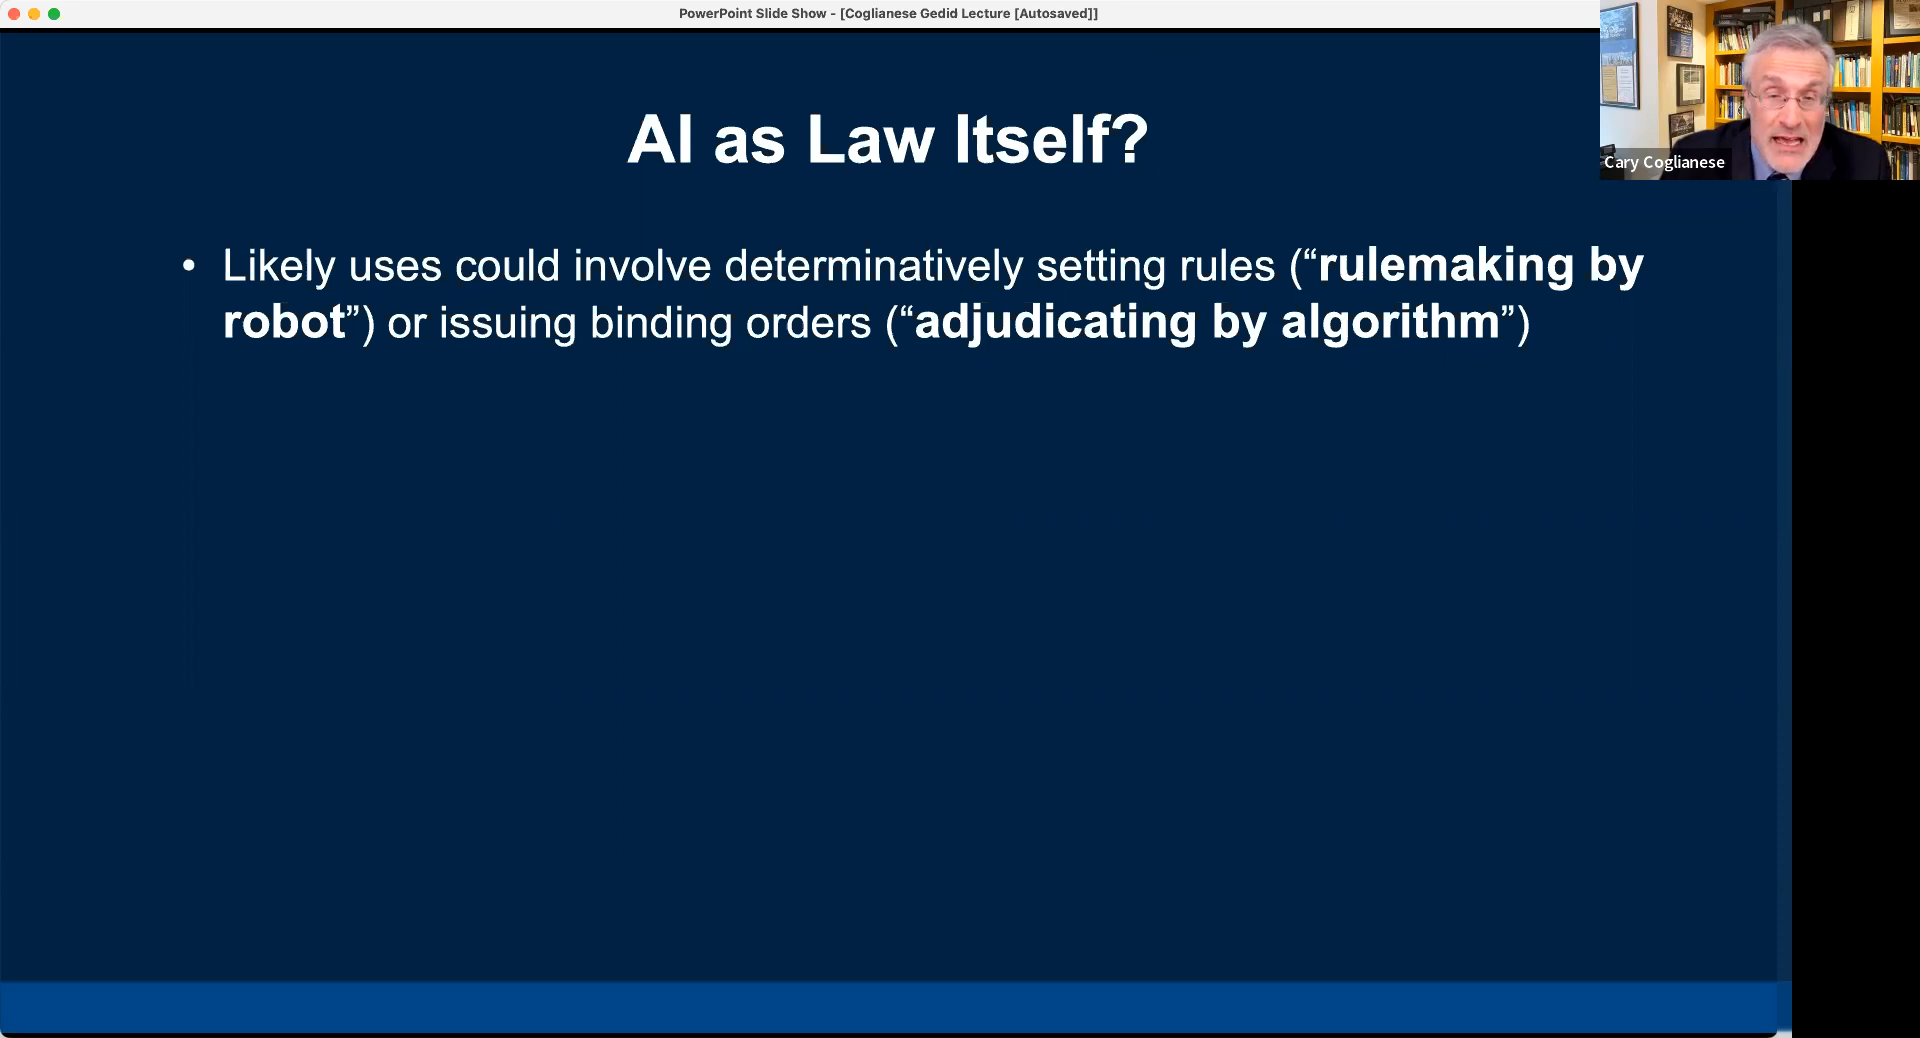 PowerPoint Slide Show - [Coglianese Gedid Lecture [Autosaved]]
AI as Law Itself?
• Likely uses could involve determinatively setting rules (“rulemaking by
robot”) or issuing binding orders (“adjudicating by algorithm”)
Cary Coglianese